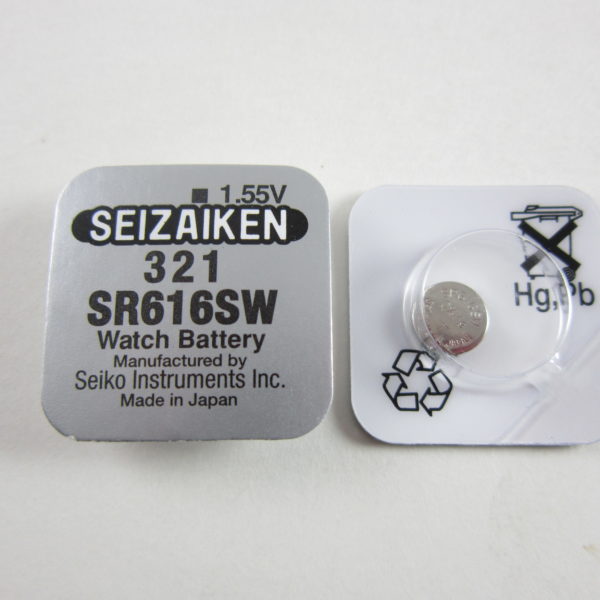 ■ 1.55V
SEIZAIKEN
321
SR616SW
Watch Battery
Manufactured by
Seiko Instruments Inc.
Made in Japan
Hg,Pb